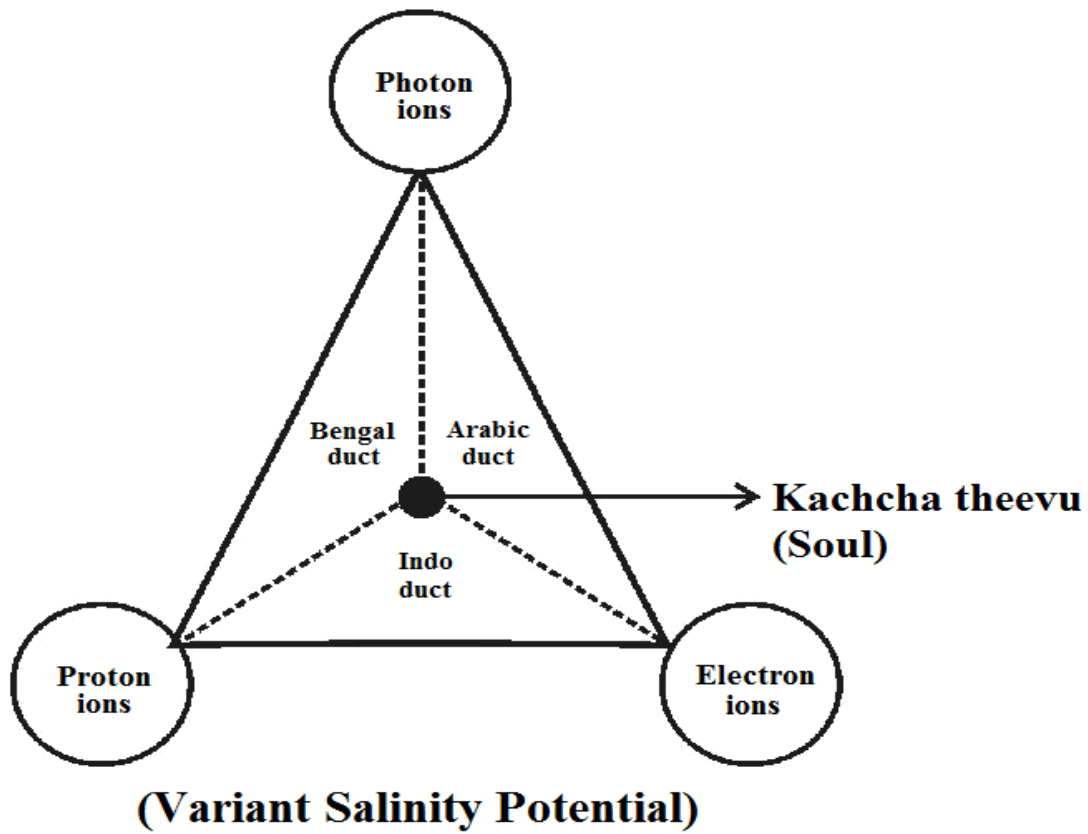 Photon
ions
Bengal
duct
Arabic
duct
Kachcha theevu
(Soul)
Indo
duct
Proton
ions
Electron
ions
(Variant Salinity Potential)